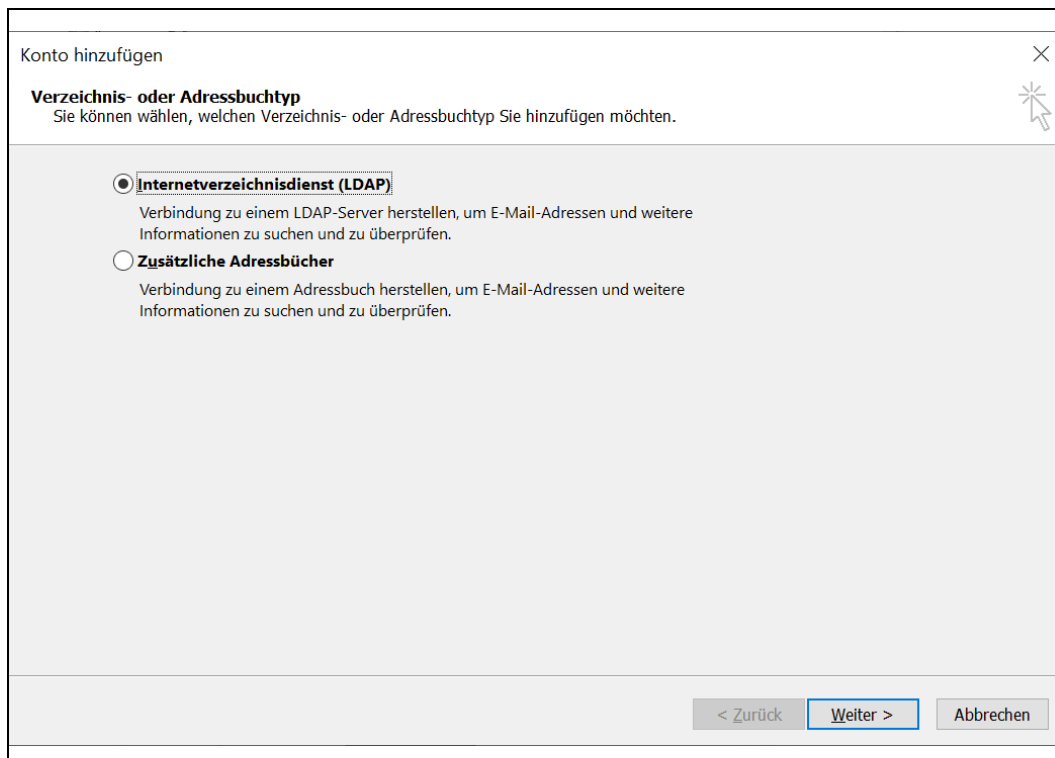 Konto hinzufügen
Verzeichnis- oder Adressbuchtyp
Sie können wählen, welchen Verzeichnis- oder Adressbuchtyp Sie hinzufügen möchten.
Internetverzeichnisdienst (LDAP)
Verbindung zu einem LDAP-Server herstellen, um E-Mail-Adressen und weitere
Informationen zu suchen und zu überprüfen.
Zusätzliche Adressbücher
Verbindung zu einem Adressbuch herstellen, um E-Mail-Adressen und weitere
Informationen zu suchen und zu überprüfen.
< Zurück Weiter > Abbrechen